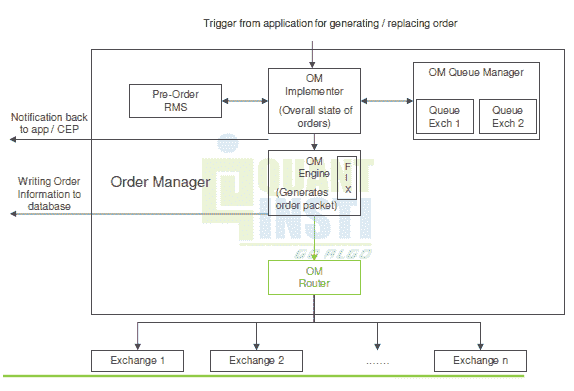 Trigger from application for generating / replacing order
OM
Implementer
(Overall state of
orders)
Pre-Order
RMS
OM Queue Manager
Queue
Exch 1
Queue
Exch 2
Notification back
to app / CEP
OM
Engine
(Generates
order packet)
F
I
X
Writing Order
Information to
database
Order Manager
QUANT
INSTI
OM
Router
Exchange 1
Exchange 2
.......
Exchange n